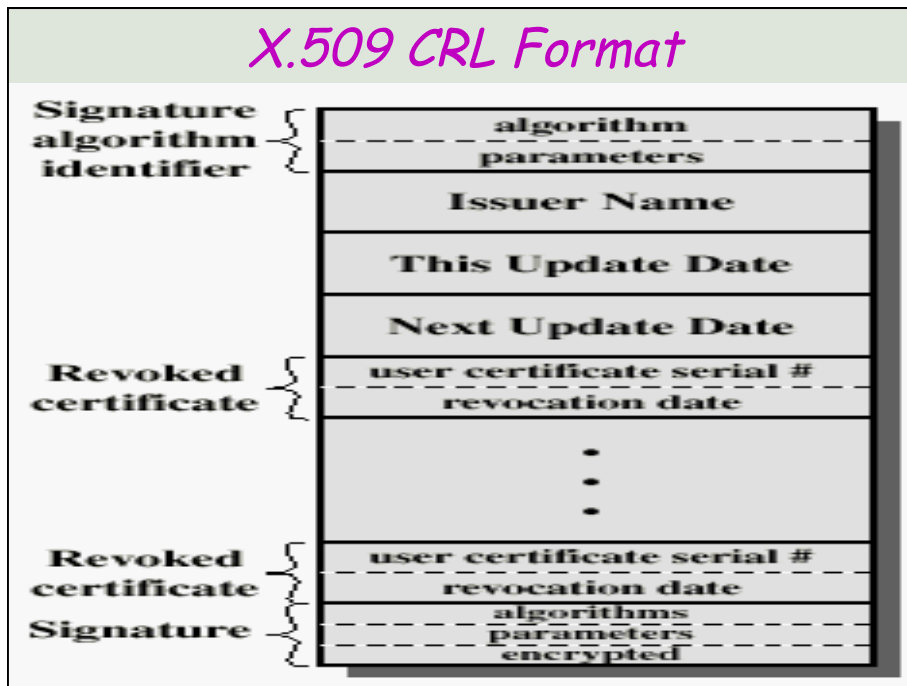 X.509 CRL Format
Signature
algorithm
identifier
algorithm
parameters
Issuer Name
This Update Date
Next Update Date
Revoked
certificate
user certificate serial #
revocation date
Revoked
certificate
user certificate serial #
revocation date
Signature
algorithms
parameters
encrypted